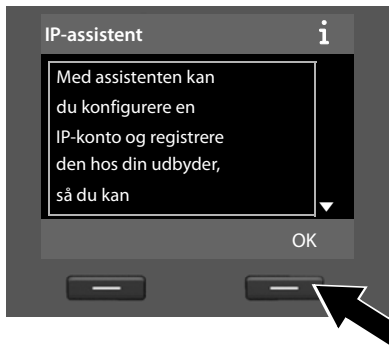 IP-assistent i
Med assistenten kan
du konfigurere en
IP-konto og registrere
den hos din udbyder,
så du kan
OK